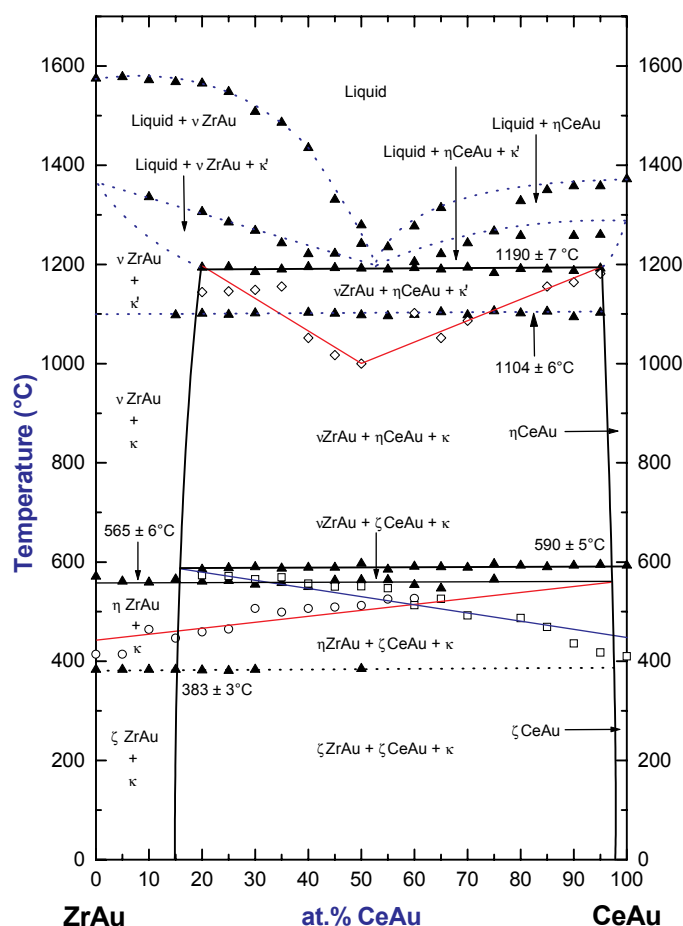 1600
1400
1200
1000
800
600
400
200
0
Temperature (°C)
Liquid
Liquid + ν ZrAu
Liquid + ηCeAu
Liquid + ν ZrAu + κ'
Liquid + ηCeAu + κ'
1190 ± 7 °C
ν ZrAu
+
κ'
νZrAu + ηCeAu + κ'
1104 ± 6°C
ν ZrAu
+
κ
νZrAu + ηCeAu + κ
ηCeAu
565 ± 6°C
νZrAu + ζCeAu + κ
590 ± 5°C
η ZrAu
+
κ
ηZrAu + ζCeAu + κ
383 ± 3°C
ζ ZrAu
+
κ
ζZrAu + ζCeAu + κ
ζCeAu
1600
1400
1200
1000
800
600
400
200
0
0 10 20 30 40 50 60 70 80 90 100
ZrAu at.% CeAu CeAu